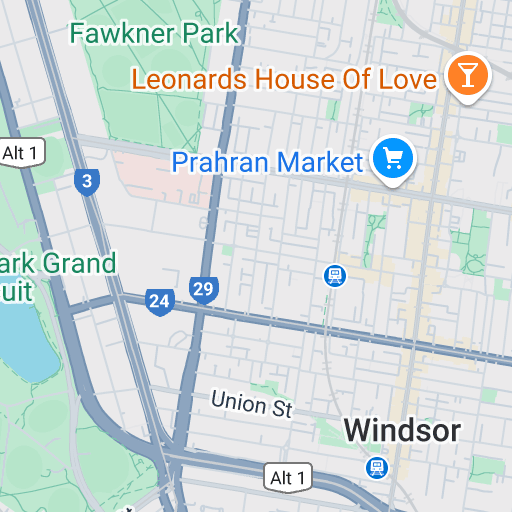 Fawkner Park
Leonards House Of Love
Alt 1
Prahran Market
3
ark Grand
uit
29
24
Union St
Windsor
Alt 1